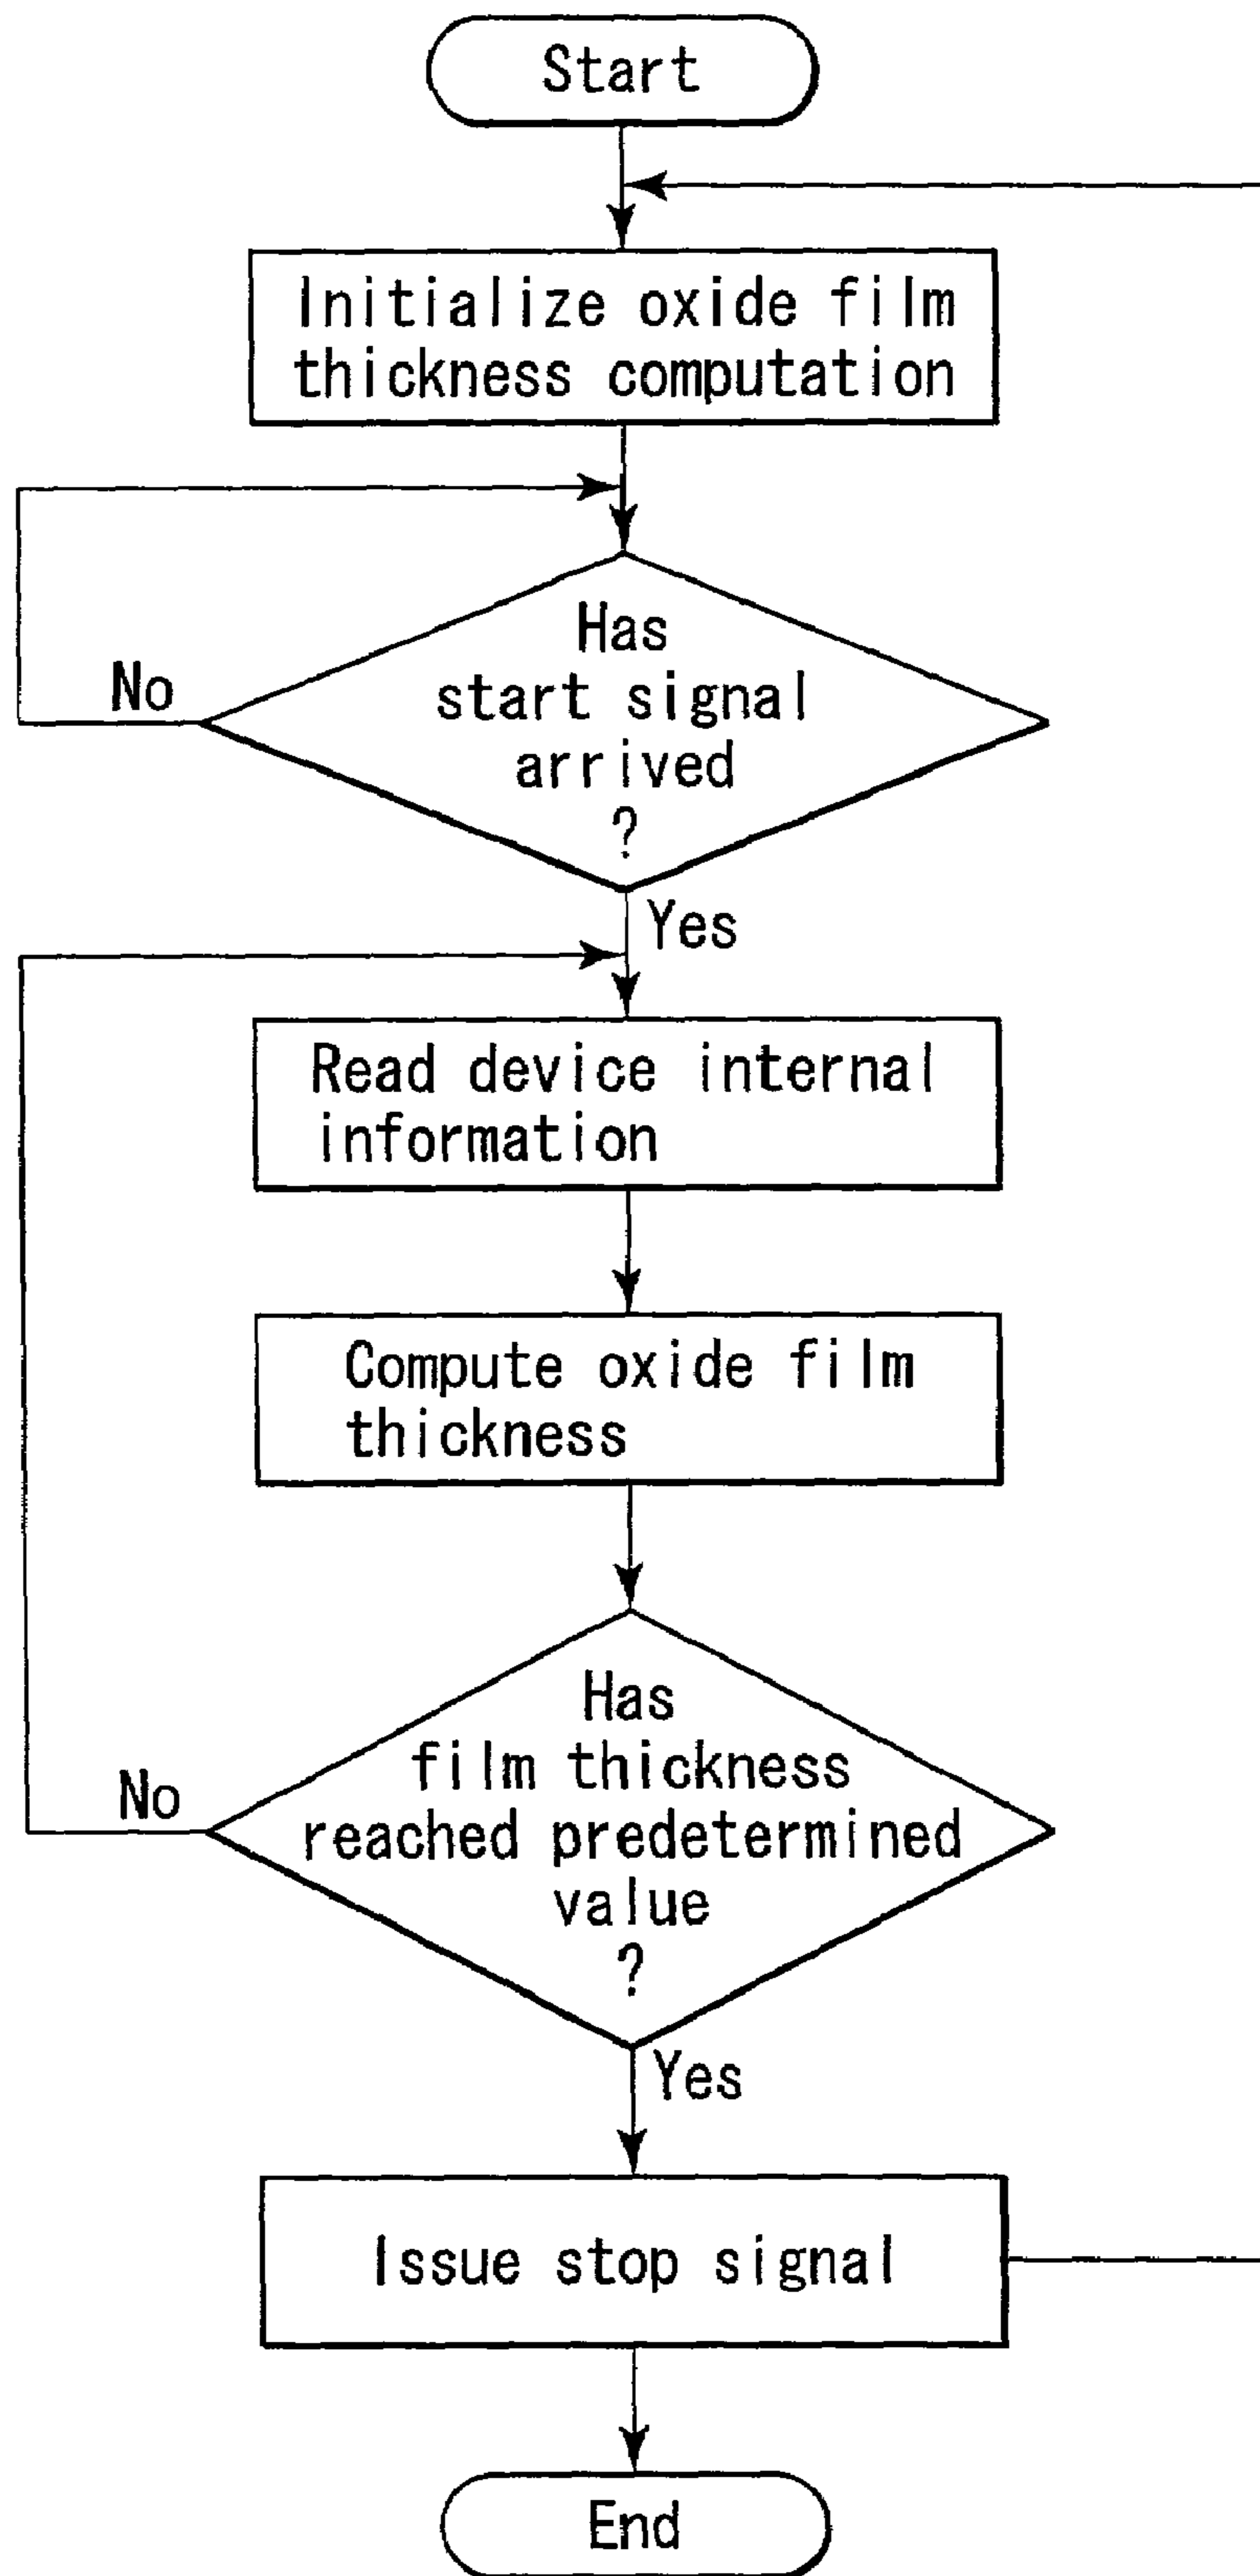 Start
Initialize oxide film
thickness computation
Has
start signal
arrived
?
No
Yes
Read device internal
information
Compute oxide film
thickness
Has
film thickness
reached predetermined
value
?
No
Yes
Issue stop signal
End